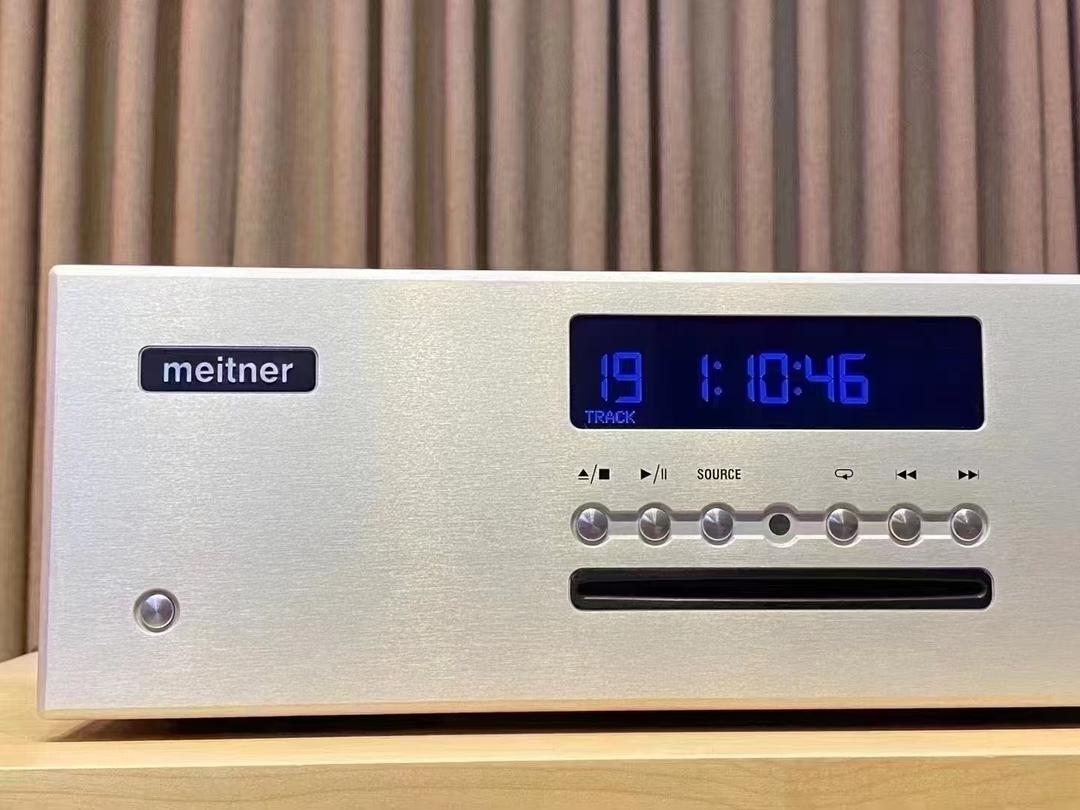 meitner
19 1:10:46
TRACK
SOURCE